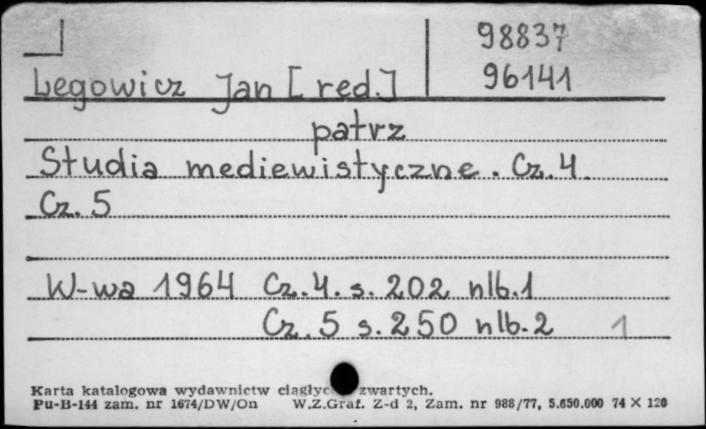 98837
Legowicz Jan [red.] 96141
patrz
Studia mediewistyczne. Cz. 4.
Cz. 5
W-wa 1964 Cz. 4. s. 202 nlb. 1
Cz. 5 s. 250 nlb. 2 1
Karta katalogowa wydawnictw zwartych.
Pu-B-144 zam. nr 1674/DW/On W.Z.Graf. Z-d 2, Zam. nr 988/77, 5.650.000 74 X 120